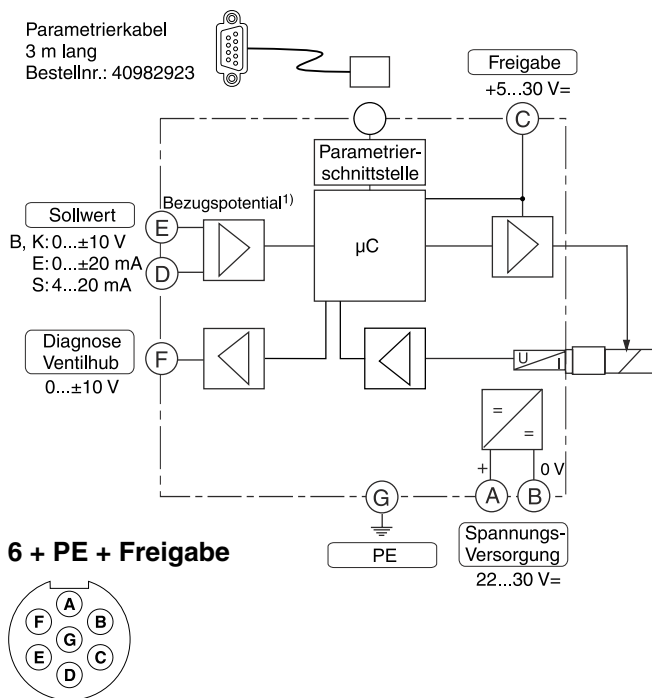 Parametrierkabel
3 m lang
Bestellnr.: 40982923
Freigabe
+5...30 V=
C
Parametrier-
schnittstelle
Sollwert
B, K: 0...±10 V
E: 0...±20 mA
S: 4...20 mA
Bezugspotential¹⁾
E
D
µC
Diagnose
Ventilhub
0...±10 V
F
U
I
=
=
+
0 V
G
A
B
PE
Spannungs-
Versorgung
22...30 V=
6 + PE + Freigabe
A
F
B
G
E
C
D